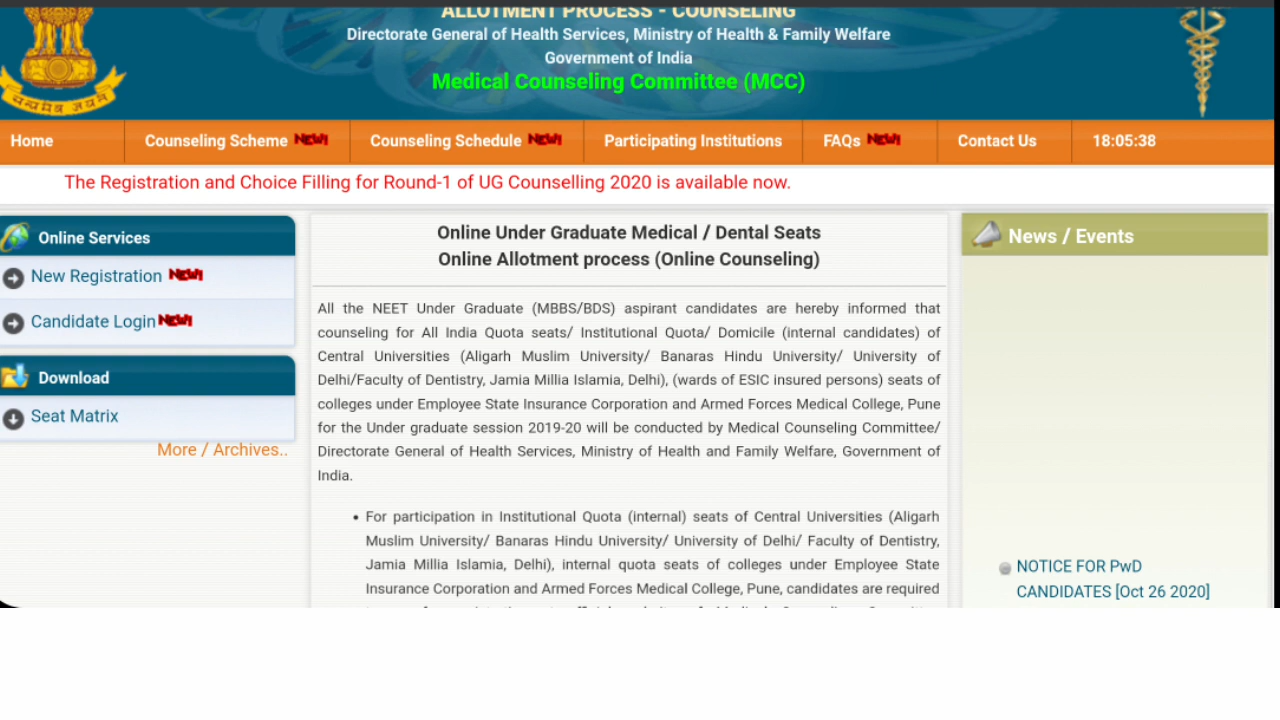 ALLOTMENT PROCESS - COUNSELING
Directorate General of Health Services, Ministry of Health & Family Welfare
Government of India
Medical Counseling Committee (MCC)
सत्यमेव जयते
Home
Counseling Scheme NEW!
Counseling Schedule NEW!
Participating Institutions
FAQs NEW!
Contact Us
18:05:38
The Registration and Choice Filling for Round-1 of UG Counselling 2020 is available now.
Online Services
New Registration NEW!
Candidate Login NEW!
Download
Seat Matrix
More / Archives..
Online Under Graduate Medical / Dental Seats
Online Allotment process (Online Counseling)
All the NEET Under Graduate (MBBS/BDS) aspirant candidates are hereby informed that
counseling for All India Quota seats/ Institutional Quota/ Domicile (internal candidates) of
Central Universities (Aligarh Muslim University/ Banaras Hindu University/ University of
Delhi/Faculty of Dentistry, Jamia Millia Islamia, Delhi), (wards of ESIC insured persons) seats of
colleges under Employee State Insurance Corporation and Armed Forces Medical College, Pune
for the Under graduate session 2019-20 will be conducted by Medical Counseling Committee/
Directorate General of Health Services, Ministry of Health and Family Welfare, Government of
India.
• For participation in Institutional Quota (internal) seats of Central Universities (Aligarh
Muslim University/ Banaras Hindu University/ University of Delhi/ Faculty of Dentistry,
Jamia Millia Islamia, Delhi), internal quota seats of colleges under Employee State
Insurance Corporation and Armed Forces Medical College, Pune, candidates are required
News / Events
NOTICE FOR PwD
CANDIDATES [Oct 26 2020]